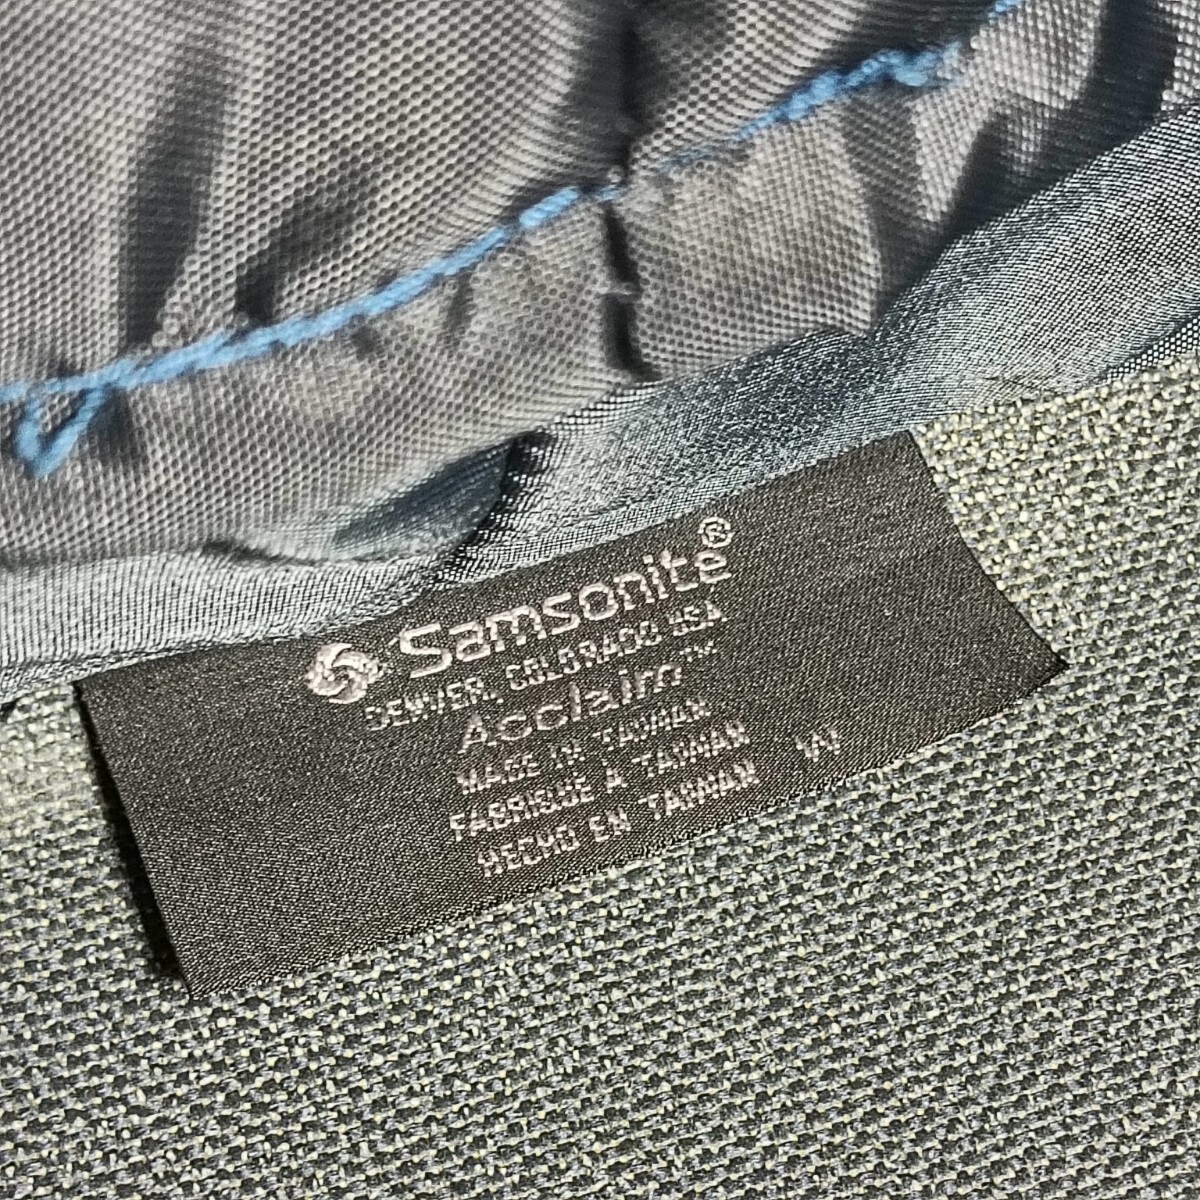 Samsonite®
DENVER, COLORADO USA
Acclaim™
MADE IN TAIWAN
FABRIQUE À TAIWAN
HECHO EN TAIWAN